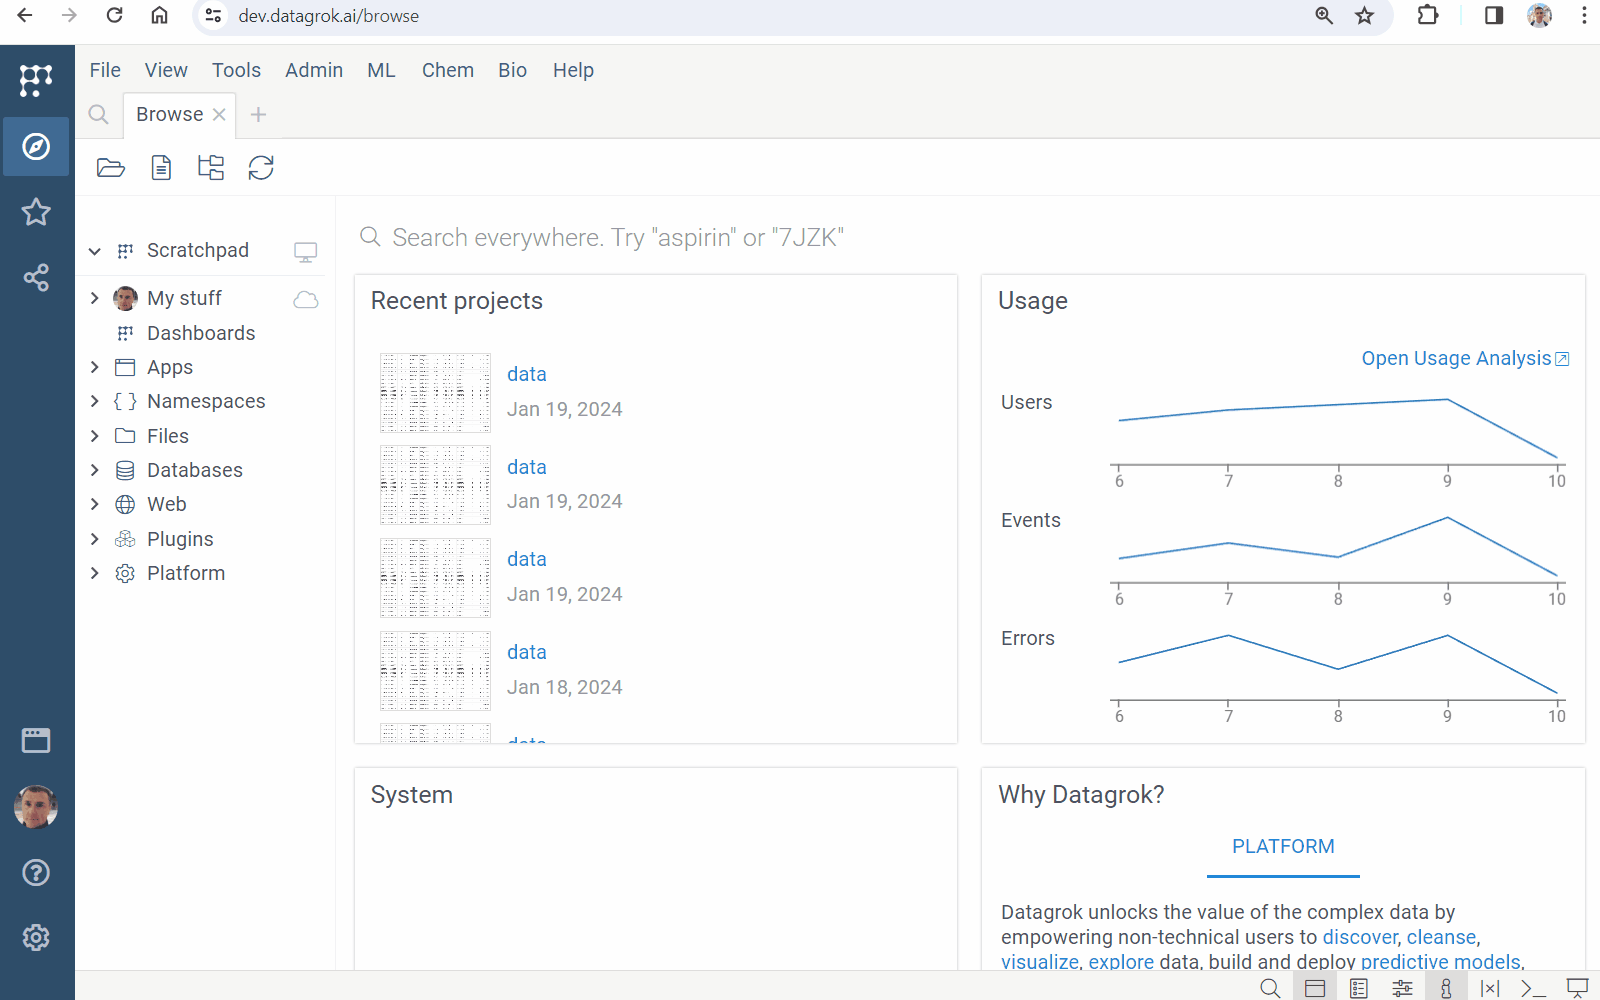 dev.datagrok.ai/browse
File View Tools Admin ML Chem Bio Help
Browse
Scratchpad
My stuff
Dashboards
Apps
Namespaces
Files
Databases
Web
Plugins
Platform
Search everywhere. Try "aspirin" or "7JZK"
Recent projects
data
Jan 19, 2024
data
Jan 19, 2024
data
Jan 19, 2024
data
Jan 18, 2024
data
Usage
Open Usage Analysis
Users
6 7 8 9 10
Events
6 7 8 9 10
Errors
6 7 8 9 10
System
Why Datagrok?
PLATFORM
Datagrok unlocks the value of the complex data by
empowering non-technical users to discover, cleanse,
visualize, explore data, build and deploy predictive models,